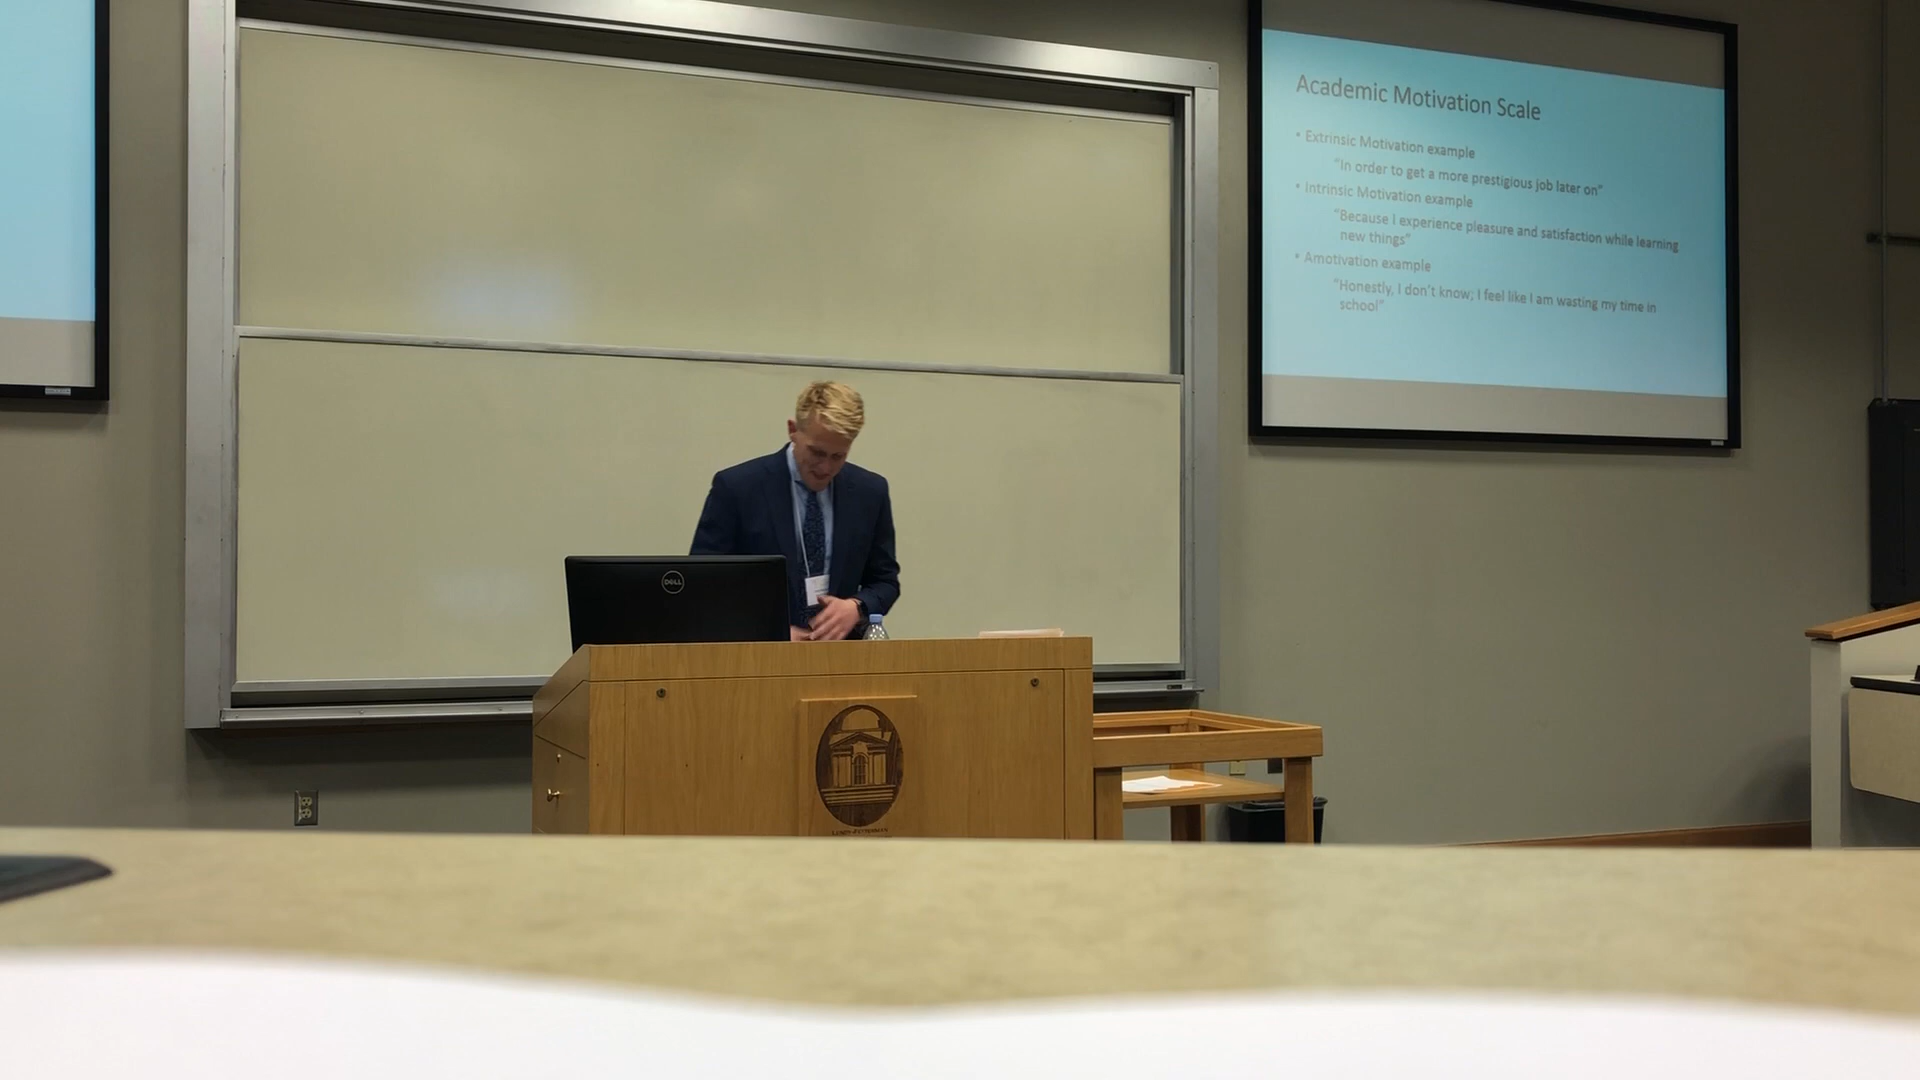 Academic Motivation Scale
• Extrinsic Motivation example
“In order to get a more prestigious job later on”
• Intrinsic Motivation example
“Because I experience pleasure and satisfaction while learning
new things”
• Amotivation example
“Honestly, I don’t know; I feel like I am wasting my time in
school”
DELL